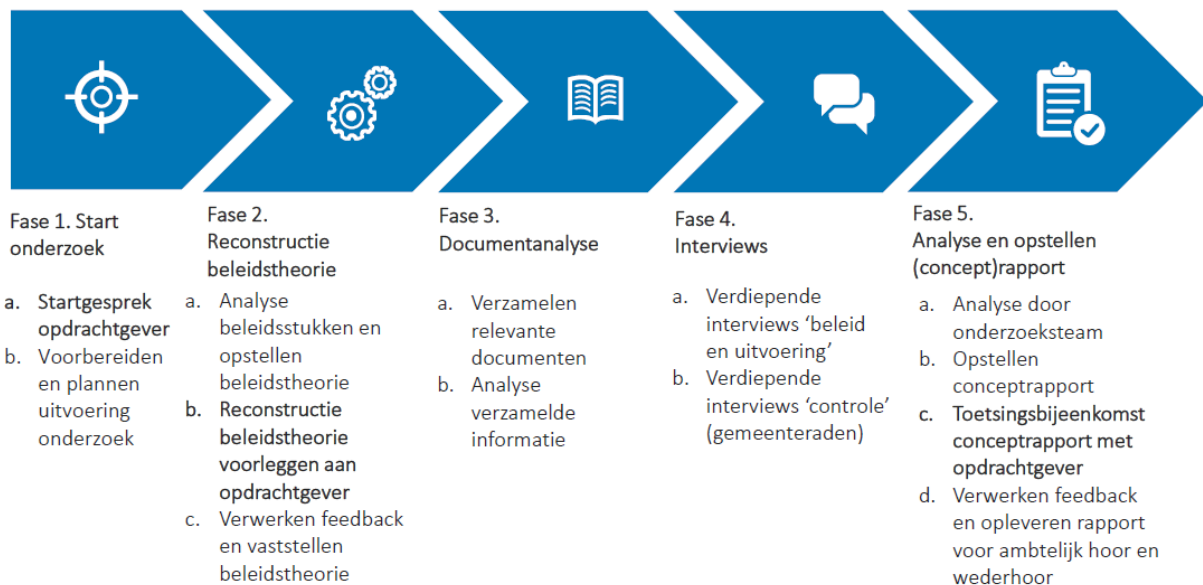 Fase 1. Start
onderzoek
a. Startgesprek
opdrachtgever
b. Voorbereiden
en plannen
uitvoering
onderzoek
Fase 2.
Reconstructie
beleidstheorie
a. Analyse
beleidsstukken en
opstellen
beleidstheorie
b. Reconstructie
beleidstheorie
voorleggen aan
opdrachtgever
c. Verwerken feedback
en vaststellen
beleidstheorie
Fase 3.
Documentanalyse
a. Verzamelen
relevante
documenten
b. Analyse
verzamelde
informatie
Fase 4.
Interviews
a. Verdiepende
interviews ‘beleid
en uitvoering’
b. Verdiepende
interviews ‘controle’
(gemeenteraden)
Fase 5.
Analyse en opstellen
(concept)rapport
a. Analyse door
onderzoeksteam
b. Opstellen
conceptrapport
c. Toetsingsbijeenkomst
conceptrapport met
opdrachtgever
d. Verwerken feedback
en opleveren rapport
voor ambtelijk hoor en
wederhoor